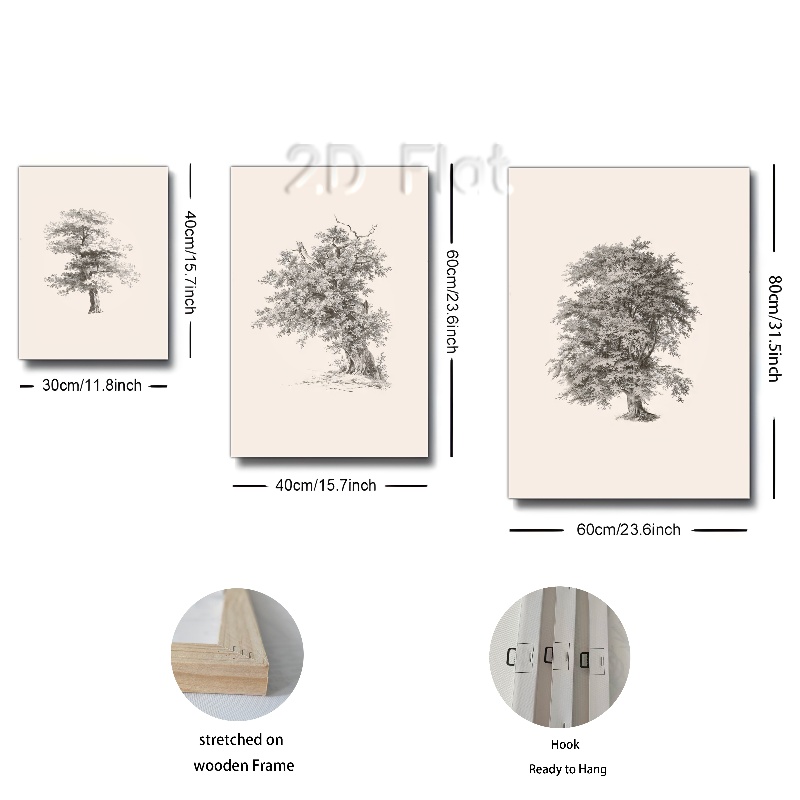 2.D Flat
40cm/15.7inch
30cm/11.8inch
60cm/23.6inch
40cm/15.7inch
80cm/31.5inch
60cm/23.6inch
stretched on
wooden Frame
Hook
Ready to Hang